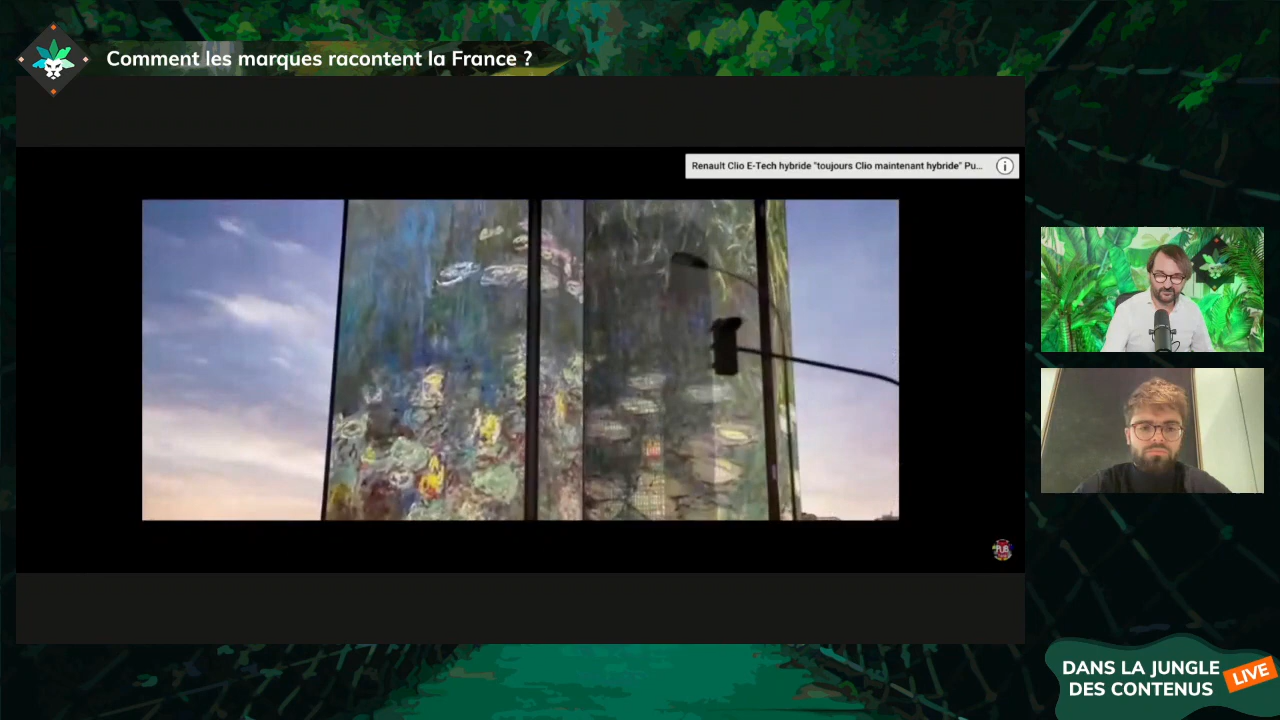 Comment les marques racontent la France ?
Renault Clio E-Tech hybride "toujours Clio maintenant hybride" Pu...
PUB
DANS LA JUNGLE
DES CONTENUS
LIVE